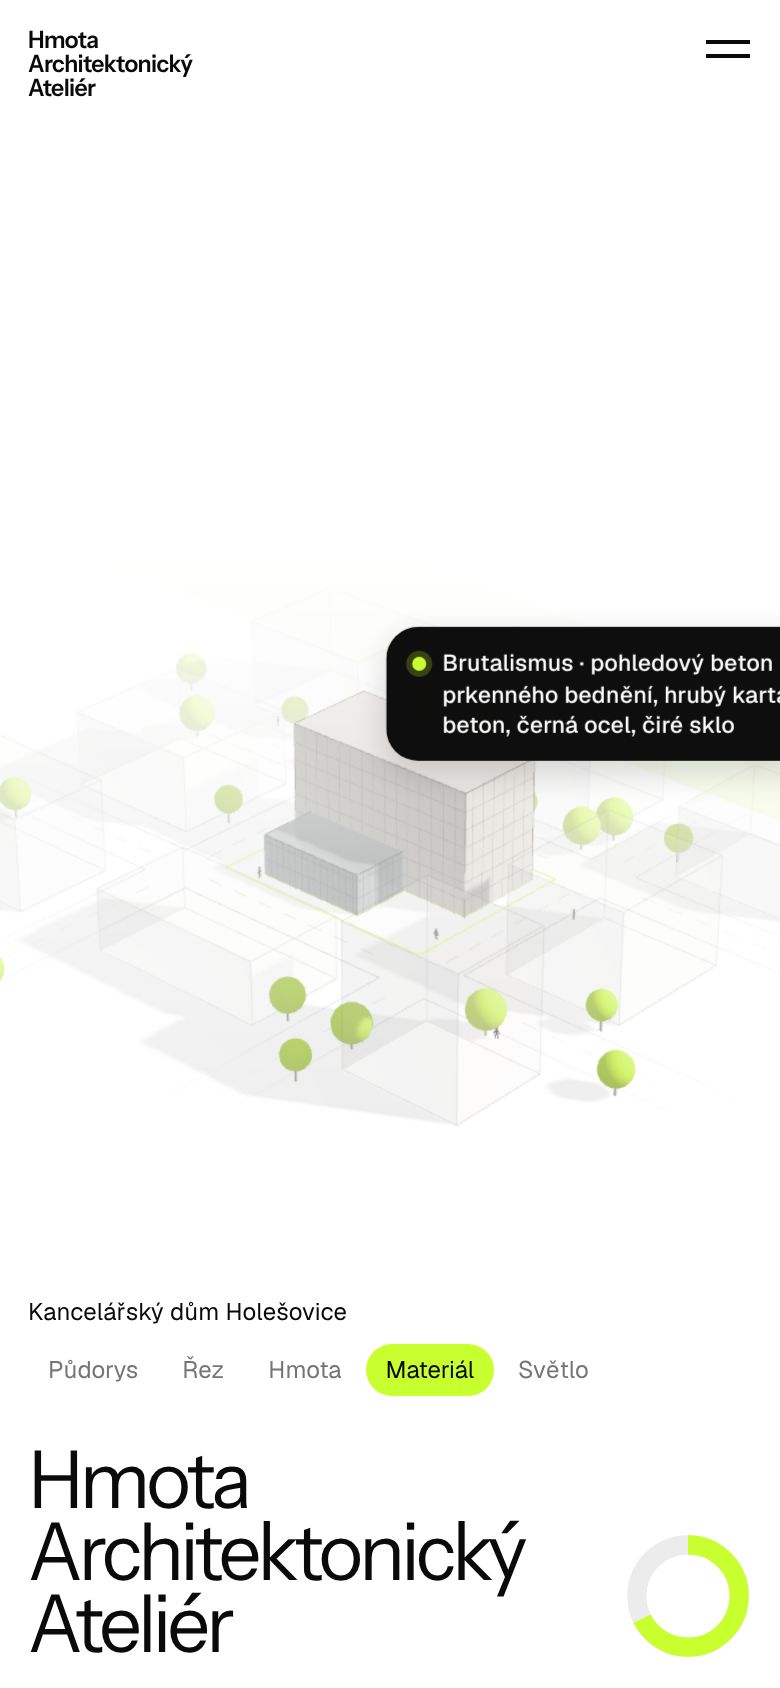 Hmota
Architektonický
Ateliér
Brutalismus · pohledový beton
prkenného bednění, hrubý
beton, černá ocel, čiré sklo
Kancelářský dům Holešovice
Půdorys Řez Hmota Materiál Světlo
Hmota
Architektonický
Ateliér